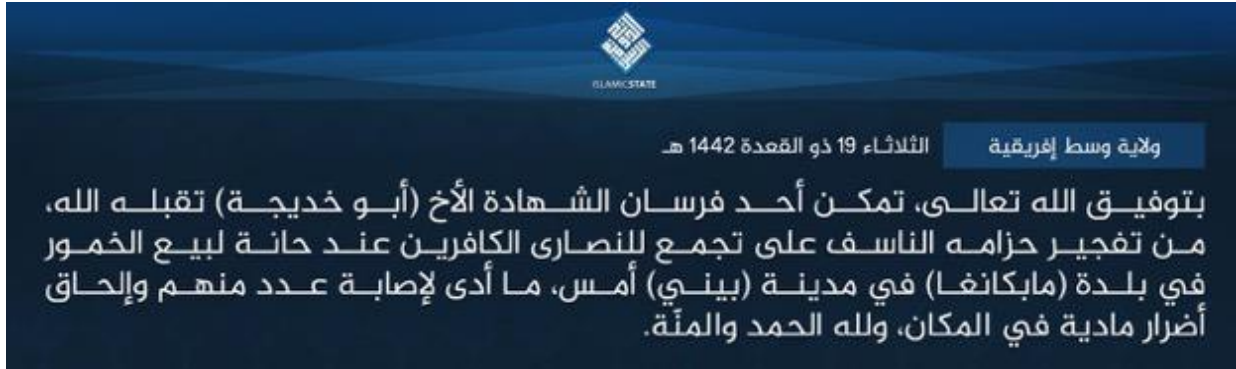 ISLAMIC STATE
ولاية وسط إفريقية الثلاثاء 19 ذو القعدة 1442 هـ
بتوفيق الله تعالى، تمكن أحد فرسان الشهادة الأخ (أبو خديجة) تقبله الله،
من تفجير حزامه الناسف على تجمع للنصارى الكافرين عند حانة لبيع الخمور
في بلدة (مابكانغا) في مدينة (بيني) أمس، ما أدى لإصابة عدد منهم وإلحاق
أضرار مادية في المكان، ولله الحمد والمنّة.